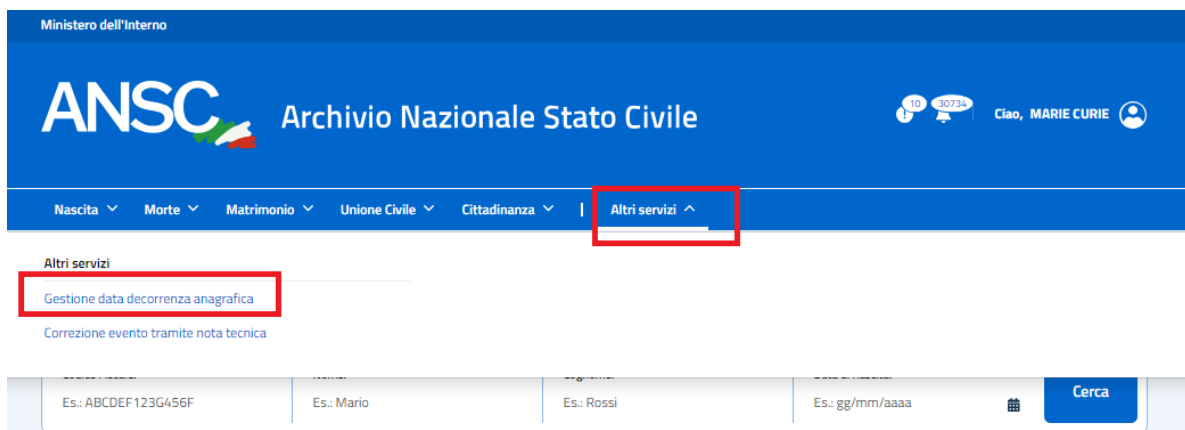 Ministero dell'Interno
ANSC Archivio Nazionale Stato Civile
10 30734 Ciao, MARIE CURIE
Nascita Morte Matrimonio Unione Civile Cittadinanza | Altri servizi
Altri servizi
Gestione data decorrenza anagrafica
Correzione evento tramite nota tecnica
Es.: ABCDEF123G456F Es.: Mario Es.: Rossi Es.: gg/mm/aaaa Cerca